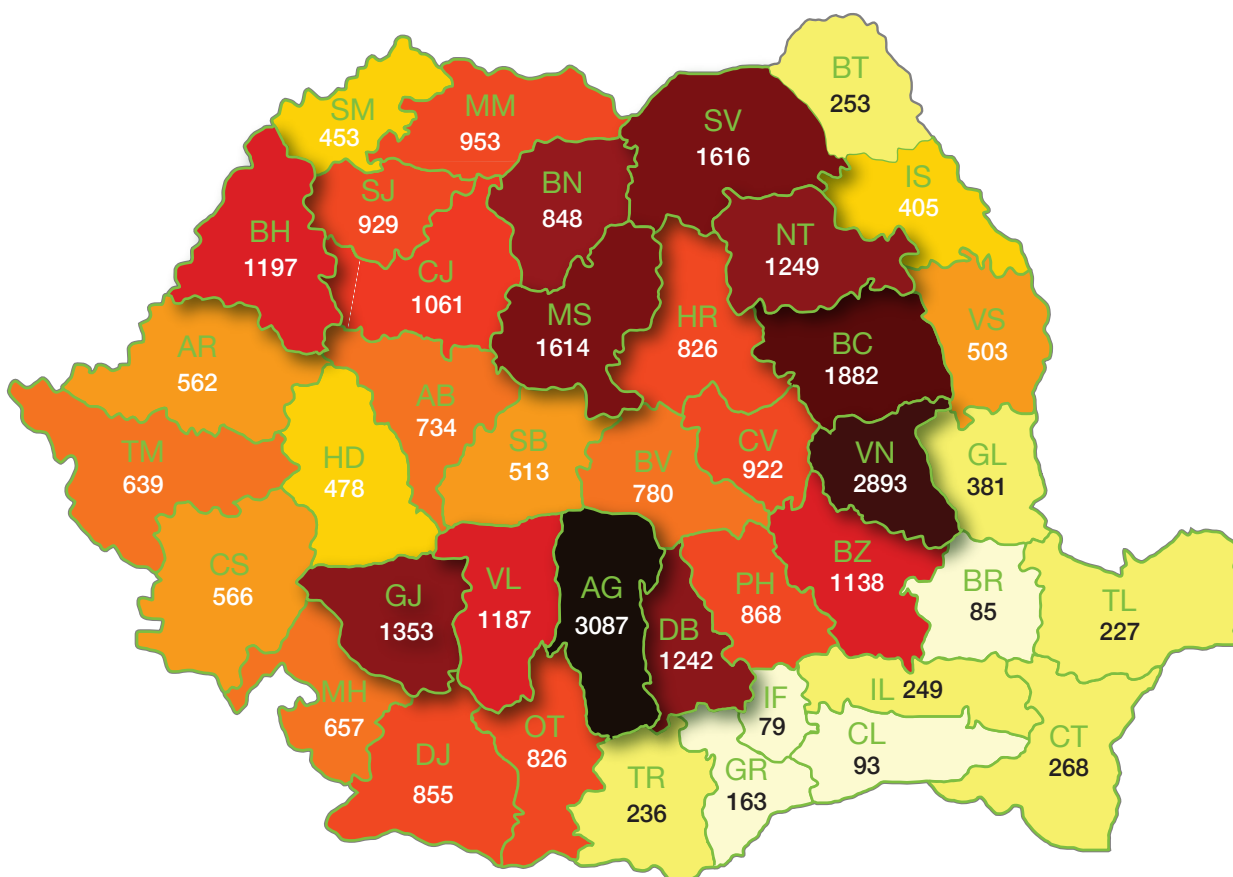 BT
253
SM
453
MM
953
SV
1616
SJ
929
BN
848
IS
405
BH
1197
NT
1249
CJ
1061
MS
1614
HR
826
BC
1882
VS
503
AR
562
AB
734
SB
513
BV
780
CV
922
VN
2893
GL
381
TM
639
HD
478
CS
566
GJ
1353
VL
1187
AG
3087
DB
1242
PH
868
BZ
1138
BR
85
TL
227
MH
657
DJ
855
OT
826
TR
236
GR
163
IF
79
IL 249
CL
93
CT
268